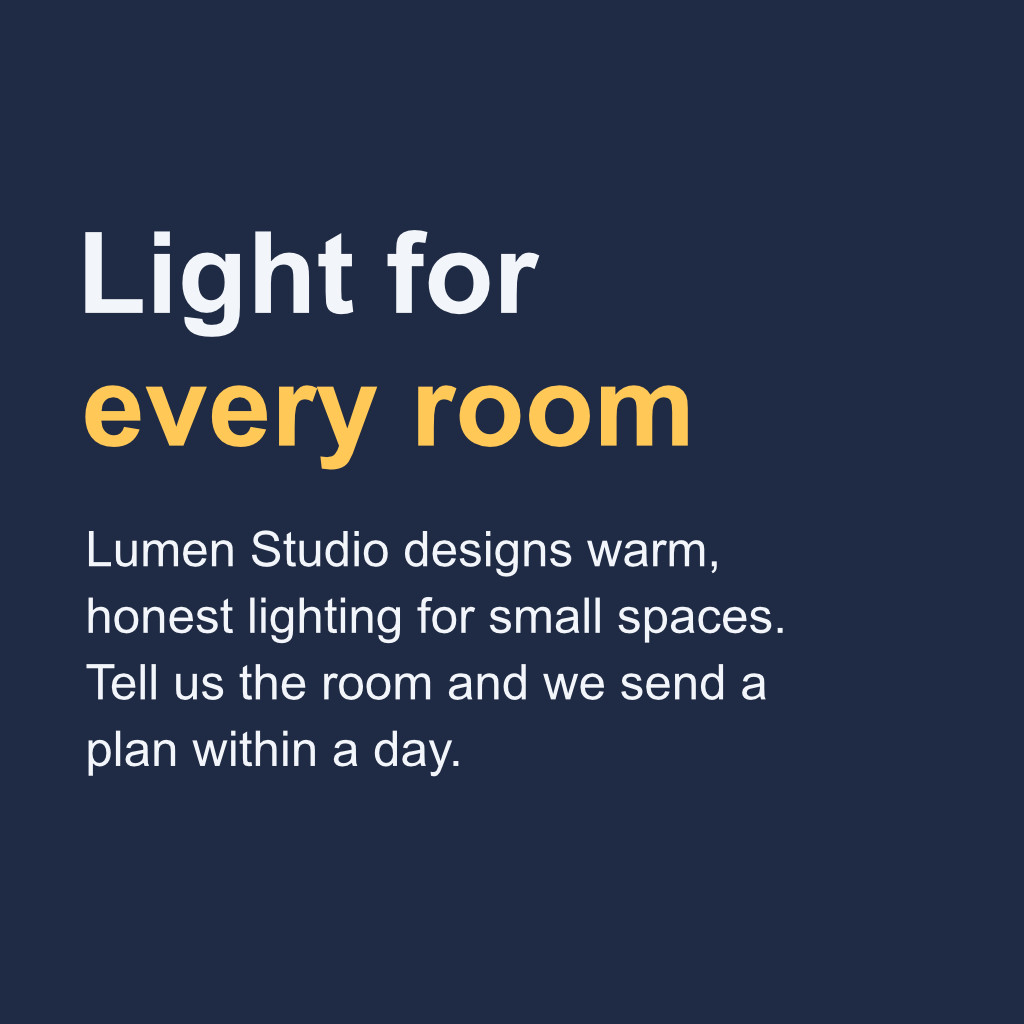 Light for
every room
Lumen Studio designs warm,
honest lighting for small spaces.
Tell us the room and we send a
plan within a day.